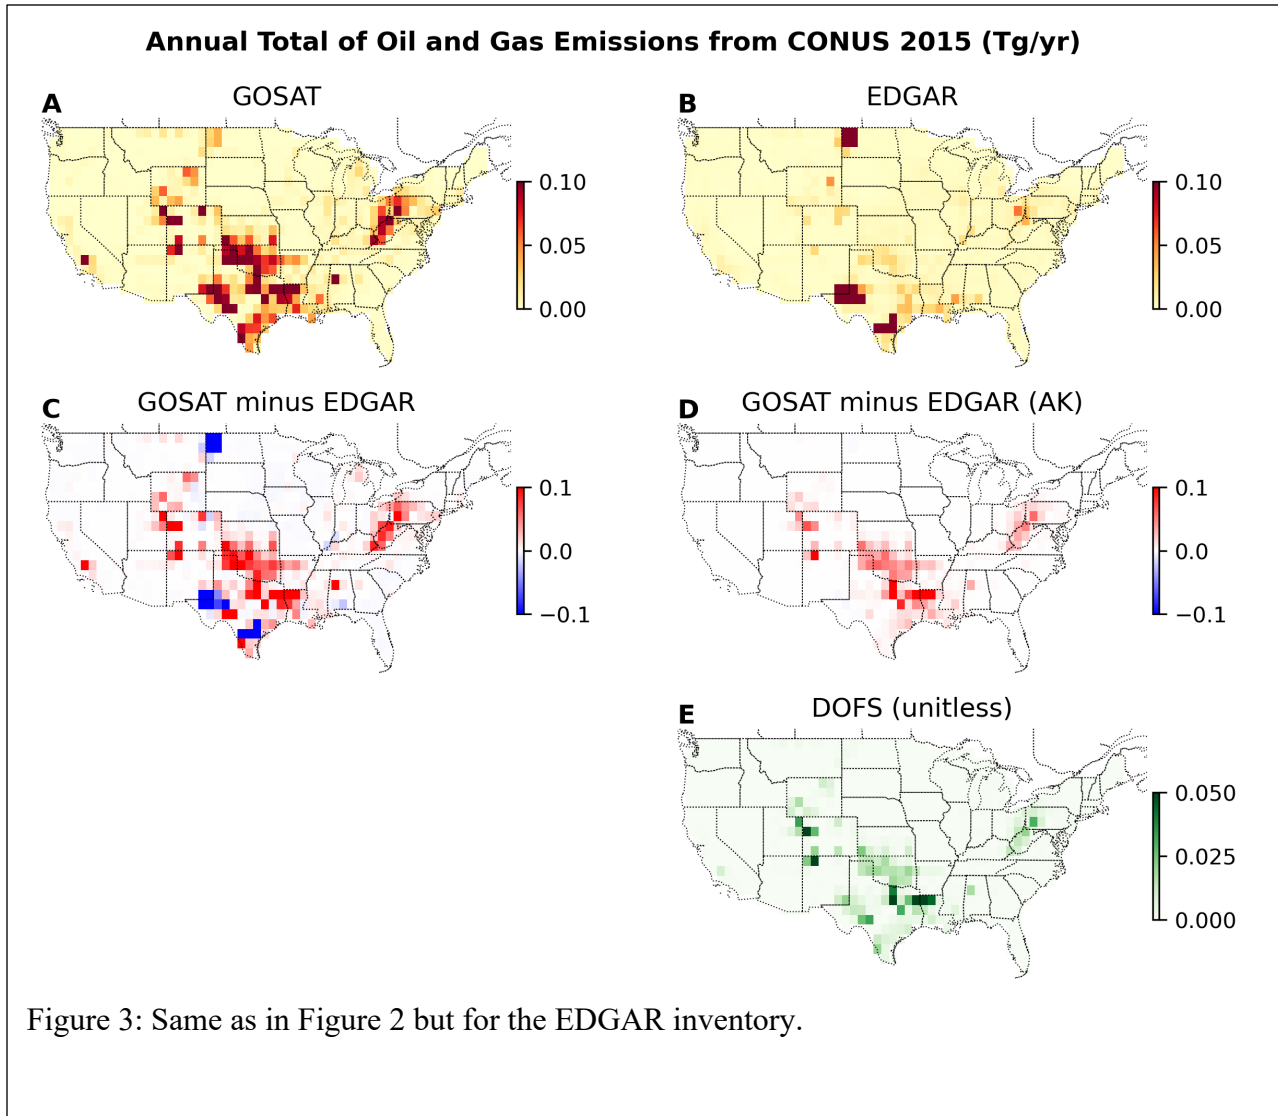 Annual Total of Oil and Gas Emissions from CONUS 2015 (Tg/yr)
A GOSAT
0.10
0.05
0.00
B EDGAR
0.10
0.05
0.00
C GOSAT minus EDGAR
0.1
0.0
−0.1
D GOSAT minus EDGAR (AK)
0.1
0.0
−0.1
E DOFS (unitless)
0.050
0.025
0.000
Figure 3: Same as in Figure 2 but for the EDGAR inventory.